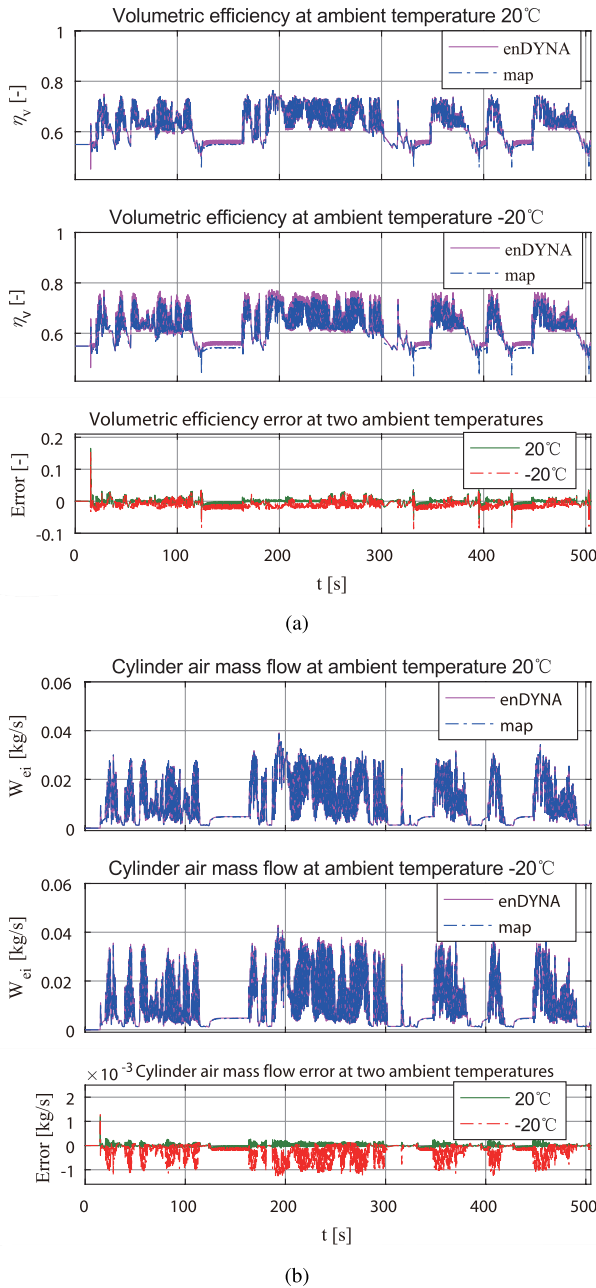 Volumetric efficiency at ambient temperature 20℃
1
0.8
0.6
ηv [-]
enDYNA
map
Volumetric efficiency at ambient temperature -20℃
1
0.8
0.6
ηv [-]
enDYNA
map
Volumetric efficiency error at two ambient temperatures
0.2
0.1
0
-0.1
Error [-]
20℃
-20℃
0 100 200 300 400 500
t [s]
(a)
Cylinder air mass flow at ambient temperature 20℃
0.06
0.04
0.02
0
Wei [kg/s]
enDYNA
map
Cylinder air mass flow at ambient temperature -20℃
0.06
0.04
0.02
0
Wei [kg/s]
enDYNA
map
×10-3 Cylinder air mass flow error at two ambient temperatures
2
1
0
-1
Error [kg/s]
20℃
-20℃
0 100 200 300 400 500
t [s]
(b)